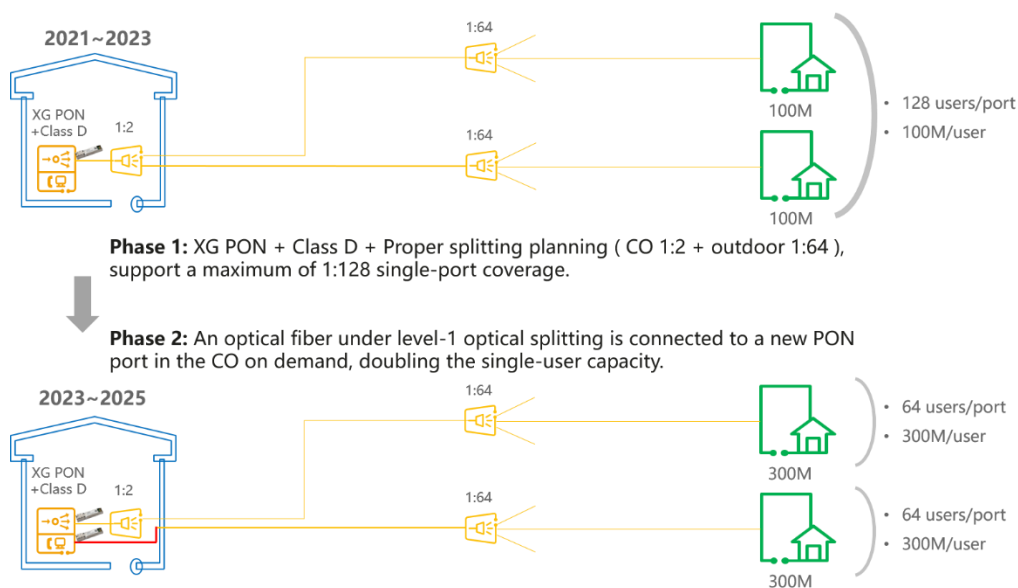 2021~2023
XG PON
+Class D
1:2
1:64
100M
1:64
100M
• 128 users/port
• 100M/user
Phase 1: XG PON + Class D + Proper splitting planning ( CO 1:2 + outdoor 1:64 ),
support a maximum of 1:128 single-port coverage.
Phase 2: An optical fiber under level-1 optical splitting is connected to a new PON
port in the CO on demand, doubling the single-user capacity.
2023~2025
XG PON
+Class D
1:2
1:64
300M
• 64 users/port
• 300M/user
1:64
300M
• 64 users/port
• 300M/user